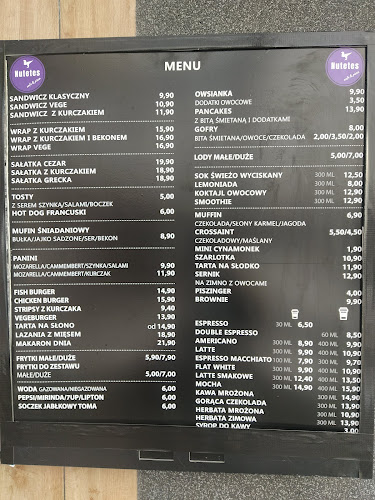 Nutetes
MENU
Nutetes
SANDWICZ KLASYCZNY 9,90
SANDWICZ VEGE 10,90
SANDWICZ Z KURCZAKIEM 11,90
WRAP Z KURCZAKIEM 15,90
WRAP Z KURCZAKIEM I BEKONEM 16,90
WRAP VEGE 16,90
SAŁATKA CEZAR 19,90
SAŁATKA Z KURCZAKIEM 18,90
SAŁATKA GRECKA 18,90
TOSTY 5,00
Z SEREM SZYNKA/SALAMI/BOCZEK
HOT DOG FRANCUSKI 6,00
MUFIN ŚNIADANIOWY
BUŁKA/JAJKO SADZONE/SER/BEKON 8,90
PANINI
MOZARELLA/CAMMEMBERT/SZYNKA/SALAMI 9,90
MOZARELLA/CAMMEMBERT/KURCZAK 11,90
FISH BURGER 14,90
CHICKEN BURGER 15,90
STRIPSY Z KURCZAKA 9,40
VEGEBURGER 13,90
TARTA NA SŁONO od 14,90
LAZANIA Z MIĘSEM 18,90
MAKARON DNIA 21,90
FRYTKI MAŁE/DUŻE 5,90/7,90
FRYTKI DO ZESTAWU
MAŁE/DUŻE 5,00/7,00
WODA GAZOWANA/NIEGAZOWANA 6,00
PEPSI/MIRINDA/7UP/LIPTON 6,00
SOCZEK JABŁKOWY TOMA 6,00
OWSIANKA 9,90
DODATKI OWOCOWE 3,50
PANCAKES 13,90
Z BITĄ ŚMIETANĄ I DODATKAMI
GOFRY 8,00
BITA ŚMIETANA/OWOCE/CZEKOLADA 2,00/3,50/2,00
LODY MAŁE/DUŻE 5,00/7,00
SOK ŚWIEŻO WYCISKANY 300 ML 12,50
LEMONIADA 300 ML 8,00
KOKTAJL OWOCOWY 300 ML 12,90
SMOOTHIE 300 ML 12,90
MUFFIN 6,90
CZEKOLADA/SŁONY KARMEL/JAGODA
CROSSAINT 5,50/4,50
CZEKOLADOWY/MAŚLANY
MINI CYNAMONEK 1,90
SZARLOTKA 10,90
TARTA NA SŁODKO 11,90
SERNIK 12,90
NA ZIMNO Z OWOCAMI
PISZINGER 4,00
BROWNIE 9,90
ESPRESSO 30 ML 6,50
DOUBLE ESPRESSO 60 ML 8,50
AMERICANO 300 ML 8,90 400 ML 9,90
LATTE 300 ML 9,90 400 ML 10,90
ESPRESSO MACCHIATO 100 ML 7,90 300 ML 9,70
FLAT WHITE 300 ML 9,90 400 ML 10,90
LATTE SMAKOWE 300 ML 12,40 400 ML 13,50
MOCHA 300 ML 14,90 400 ML 15,90
KAWA MROŻONA 300 ML 14,90
GORĄCA CZEKOLADA 300 ML 13,90
HERBATA MROŻONA 300 ML 10,90
HERBATA ZIMOWA 300 ML 13,90
SYROP DO KAWY 3,00